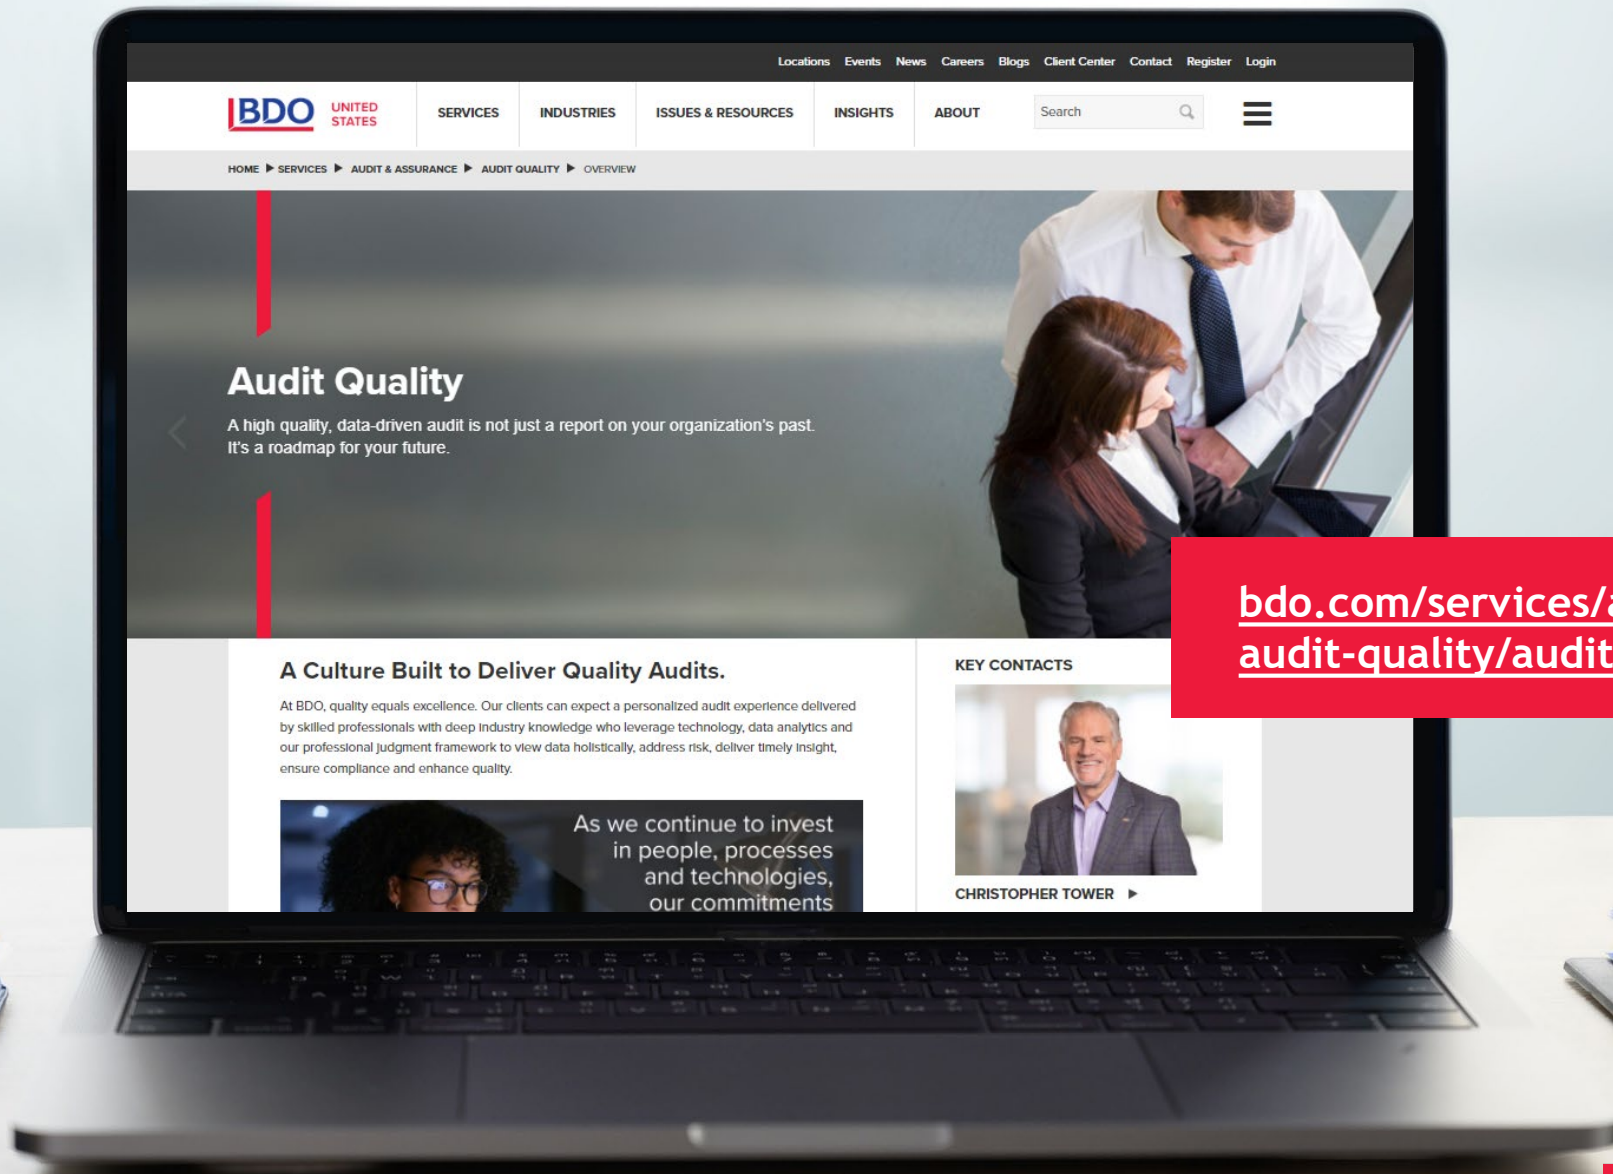 Locations Events News Careers Blogs Client Center Contact Register Login
BDO UNITED STATES
SERVICES INDUSTRIES ISSUES & RESOURCES INSIGHTS ABOUT Search
HOME ▶ SERVICES ▶ AUDIT & ASSURANCE ▶ AUDIT QUALITY ▶ OVERVIEW
Audit Quality
A high quality, data-driven audit is not just a report on your organization's past.
It's a roadmap for your future.
bdo.com/services/
audit-quality/audit
A Culture Built to Deliver Quality Audits.
At BDO, quality equals excellence. Our clients can expect a personalized audit experience delivered
by skilled professionals with deep industry knowledge who leverage technology, data analytics and
our professional judgment framework to view data holistically, address risk, deliver timely insight,
ensure compliance and enhance quality.
As we continue to invest
in people, processes
and technologies,
our commitments
KEY CONTACTS
CHRISTOPHER TOWER ▶